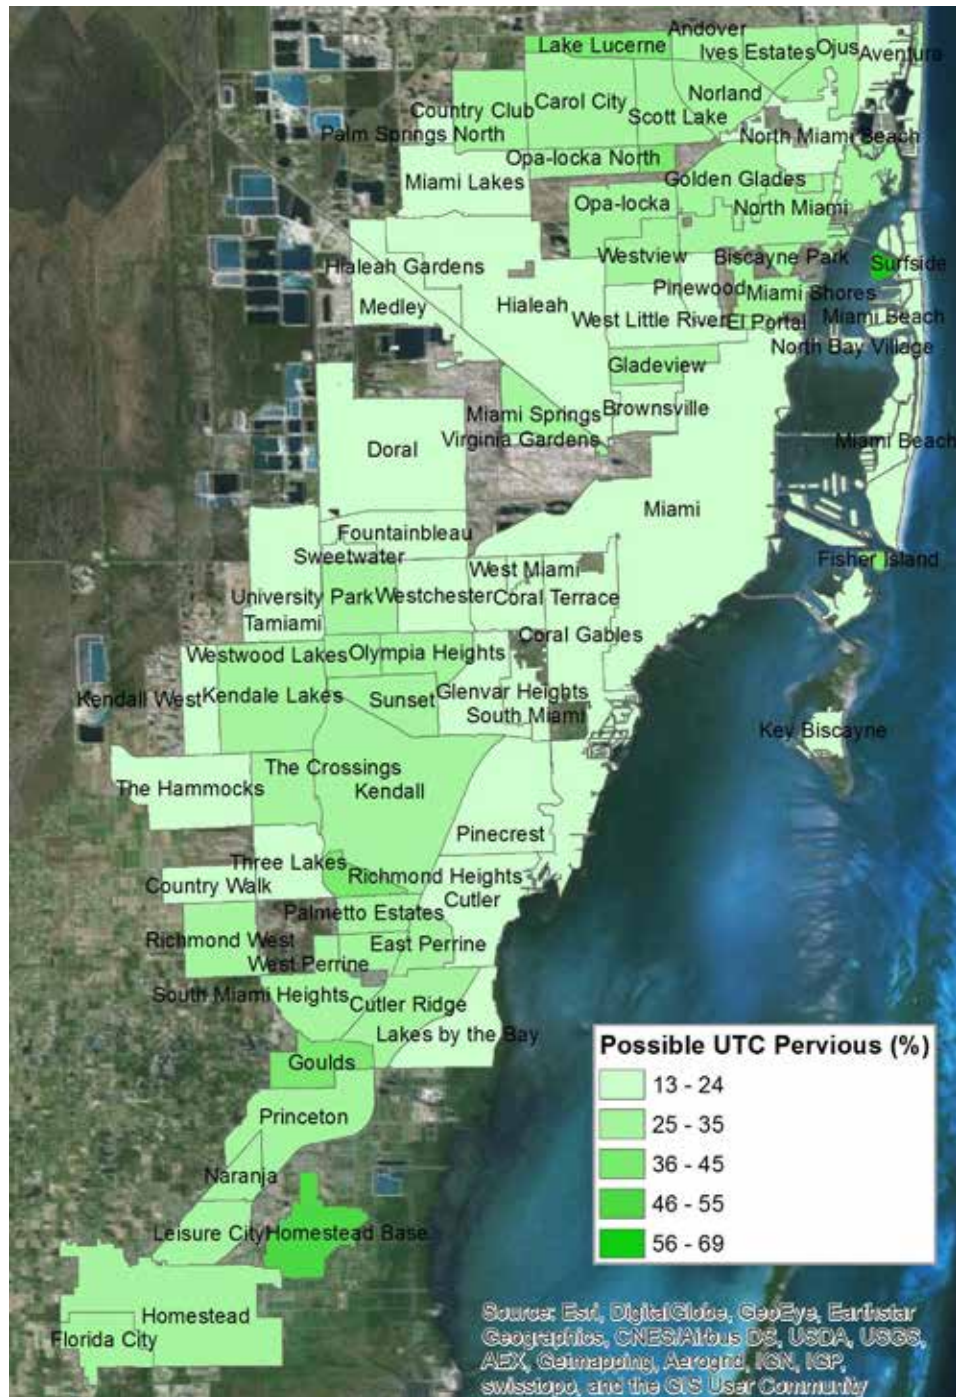 Andover
Lake Lucerne
Ives Estates
Ojus
Aventura
Country Club
Carol City
Norland
Scott Lake
Palm Springs North
North Miami Beach
Opa-locka North
Miami Lakes
Golden Glades
Opa-locka
North Miami
Hialeah Gardens
Westview
Biscayne Park
Surfside
Medley
Hialeah
Pinewood
Miami Shores
West Little River
El Portal
Miami Beach
North Bay Village
Gladeview
Miami Springs
Brownsville
Virginia Gardens
Miami Beach
Doral
Miami
Fountainbleau
Sweetwater
West Miami
Fisher Island
University Park
Westchester
Coral Terrace
Tamiami
Coral Gables
Westwood Lakes
Olympia Heights
Kendall West
Kendale Lakes
Sunset
Glenvar Heights
South Miami
Key Biscayne
The Crossings
The Hammocks
Kendall
Pinecrest
Three Lakes
Richmond Heights
Country Walk
Cutler
Palmetto Estates
Richmond West
East Perrine
West Perrine
South Miami Heights
Cutler Ridge
Lakes by the Bay
Goulds
Princeton
Naranja
Leisure City
Homestead Base
Homestead
Florida City
Possible UTC Pervious (%)
13 - 24
25 - 35
36 - 45
46 - 55
56 - 69
Source: Esri, DigitalGlobe, GeoEye, Earthstar
Geographics, CNES/Airbus DS, USDA, USGS,
AEX, Getmapping, Aerogrid, IGN, IGP,
swisstopo, and the GIS User Community